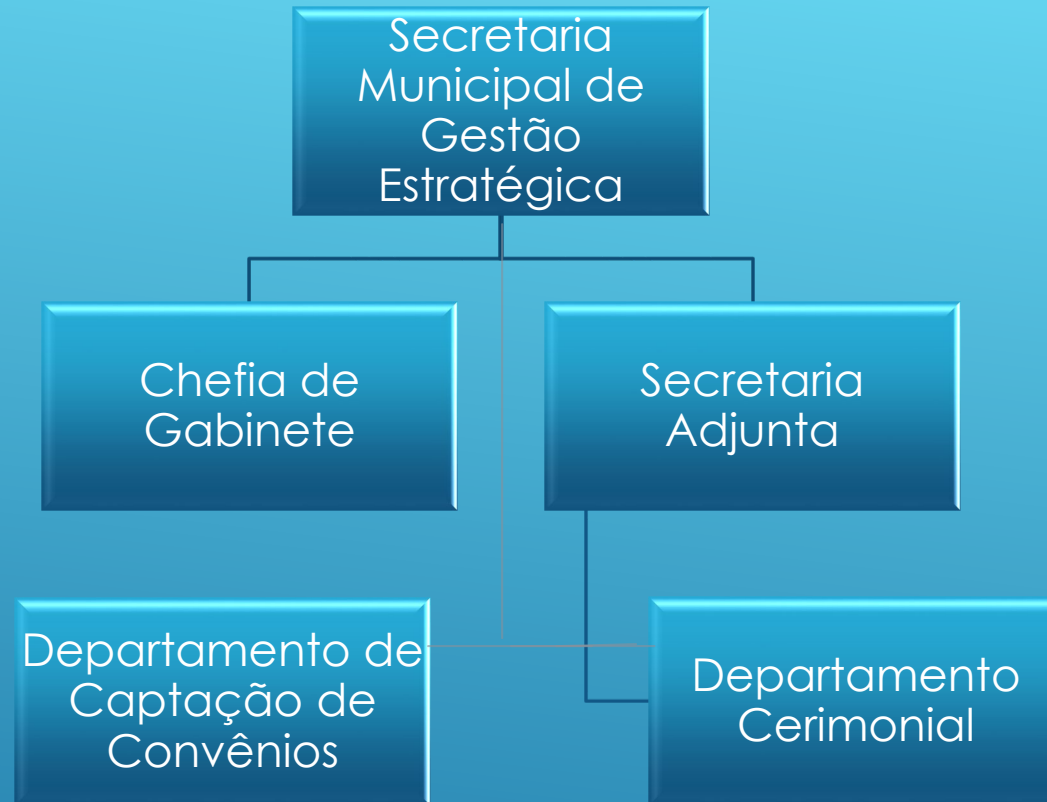 Secretaria
Municipal de
Gestão
Estratégica
Chefia de
Gabinete
Secretaria
Adjunta
Departamento de
Captação de
Convênios
Departamento
Cerimonial